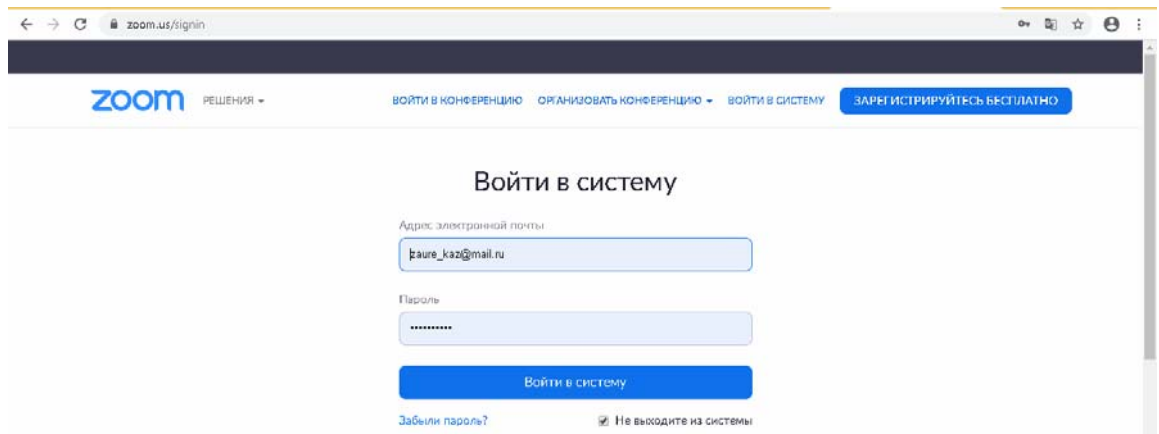 zoom.us/signin
zoom РЕШЕНИЯ ВОЙТИ В КОНФЕРЕНЦИЮ ОРГАНИЗОВАТЬ КОНФЕРЕНЦИЮ ВОЙТИ В СИСТЕМУ ЗАРЕГИСТРИРУЙТЕСЬ БЕСПЛАТНО
Войти в систему
Адрес электронной почты
zaure_kaz@mail.ru
Пароль
••••••••••
Войти в систему
Забыли пароль? Не выходите из системы